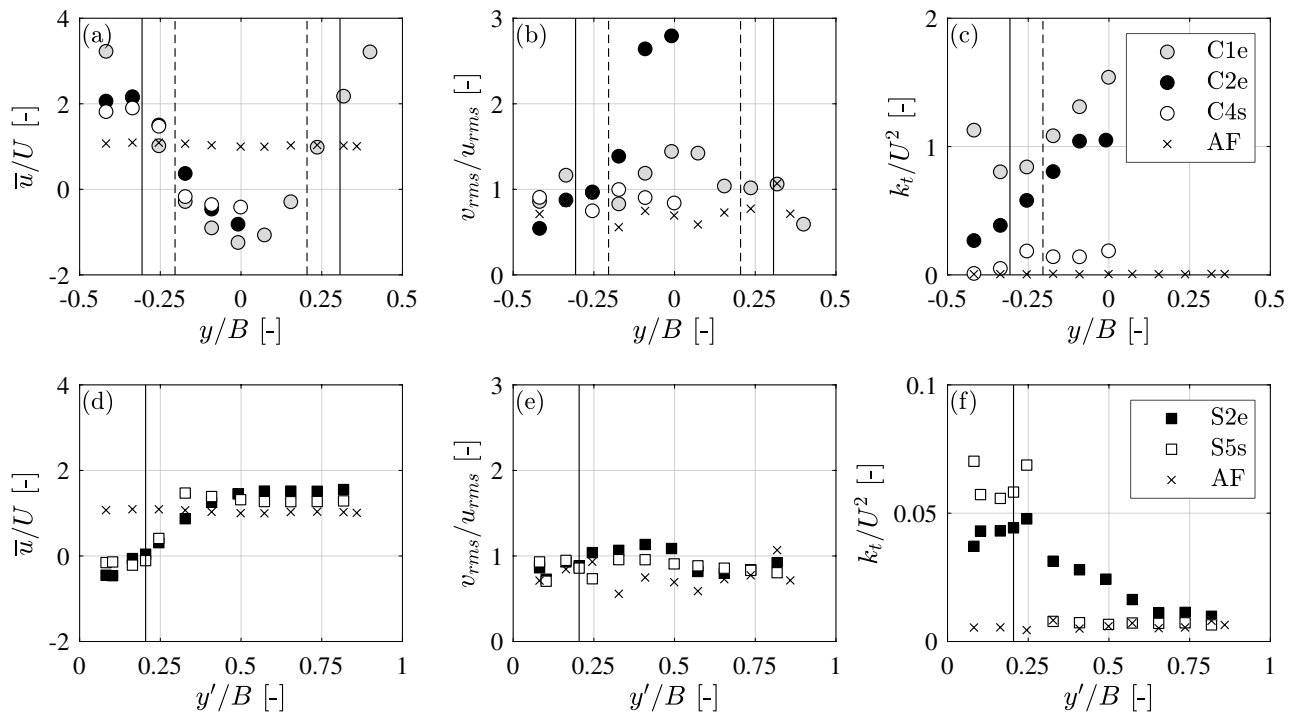 (a)
4
2
0
-2
-0.5
-0.25
0
0.25
0.5
u̅/U [-]
y/B [-]
(b)
3
2
1
0
-0.5
-0.25
0
0.25
0.5
v_rms/u_rms [-]
y/B [-]
(c)
2
1
0
-0.5
-0.25
0
0.25
0.5
k_t/U² [-]
y/B [-]
C1e
C2e
C4s
AF
(d)
4
2
0
-2
0
0.25
0.5
0.75
1
u̅/U [-]
y′/B [-]
(e)
3
2
1
0
0
0.25
0.5
0.75
1
v_rms/u_rms [-]
y′/B [-]
(f)
0.1
0.05
0
0
0.25
0.5
0.75
1
k_t/U² [-]
y′/B [-]
S2e
S5s
AF